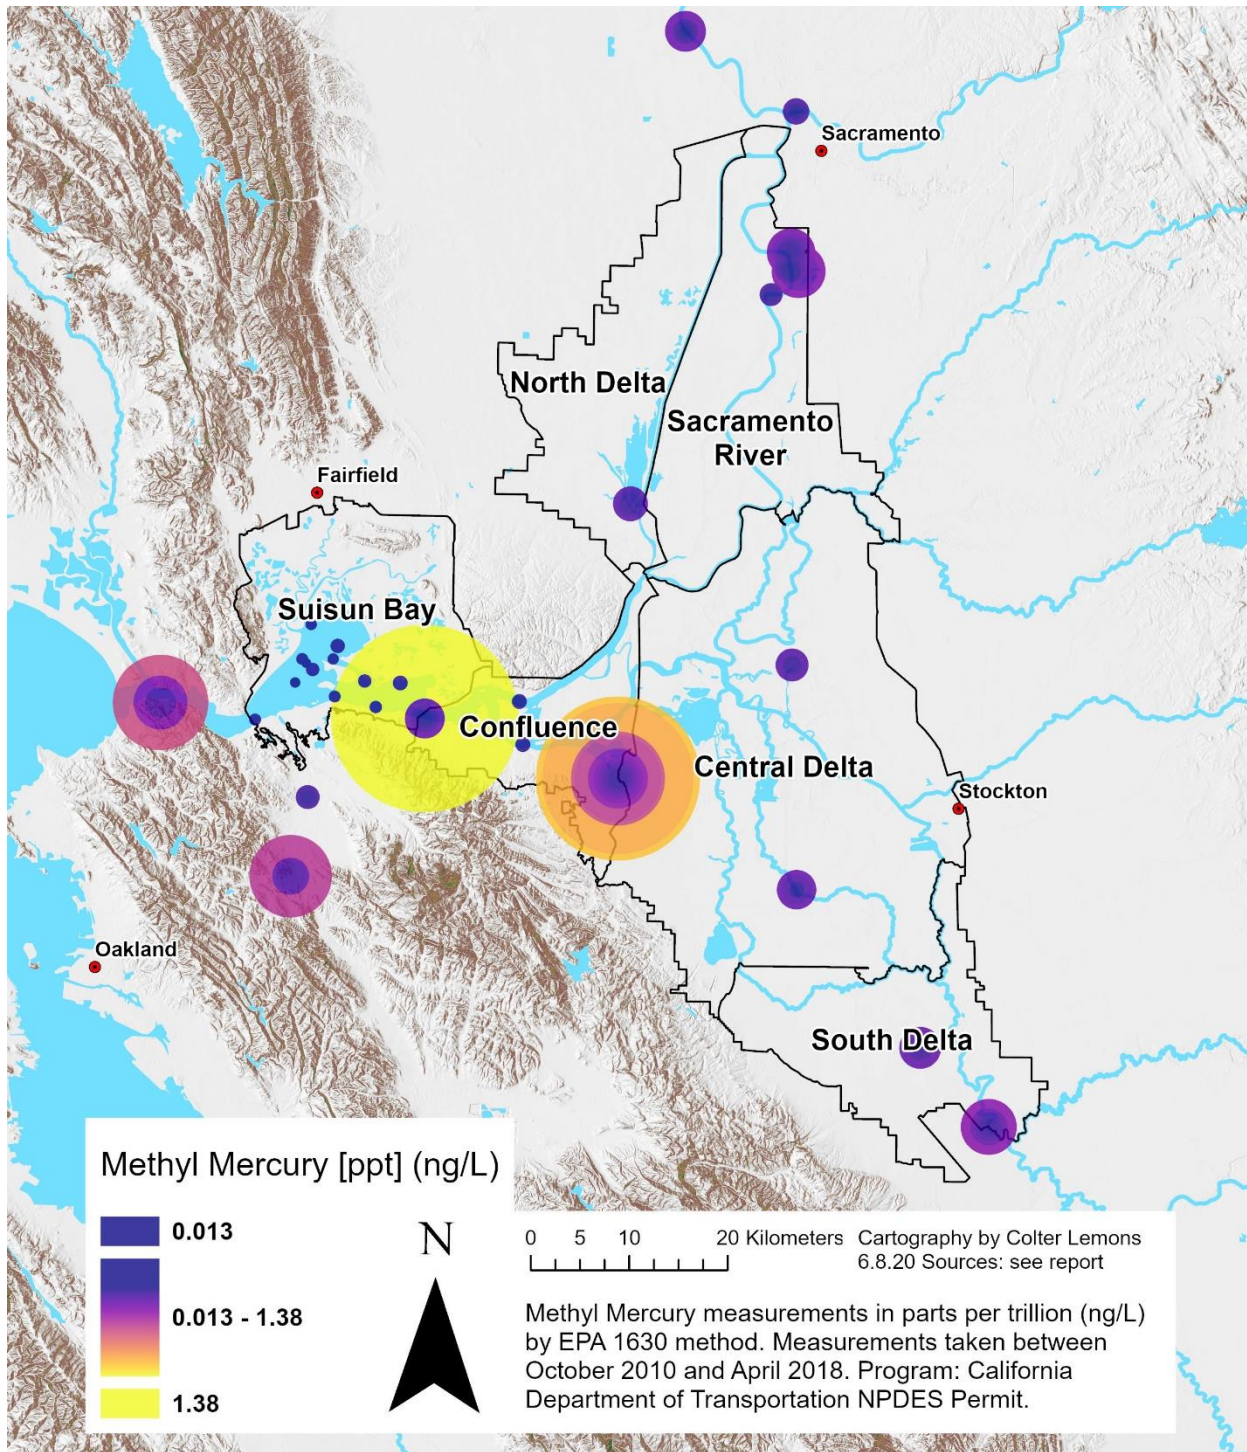 Sacramento
North Delta
Sacramento
River
Fairfield
Suisun Bay
Confluence
Central Delta
Stockton
Oakland
South Delta
Methyl Mercury [ppt] (ng/L)
0.013
0.013 - 1.38
1.38
N
0 5 10 20 Kilometers
Cartography by Colter Lemons
6.8.20 Sources: see report
Methyl Mercury measurements in parts per trillion (ng/L)
by EPA 1630 method. Measurements taken between
October 2010 and April 2018. Program: California
Department of Transportation NPDES Permit.